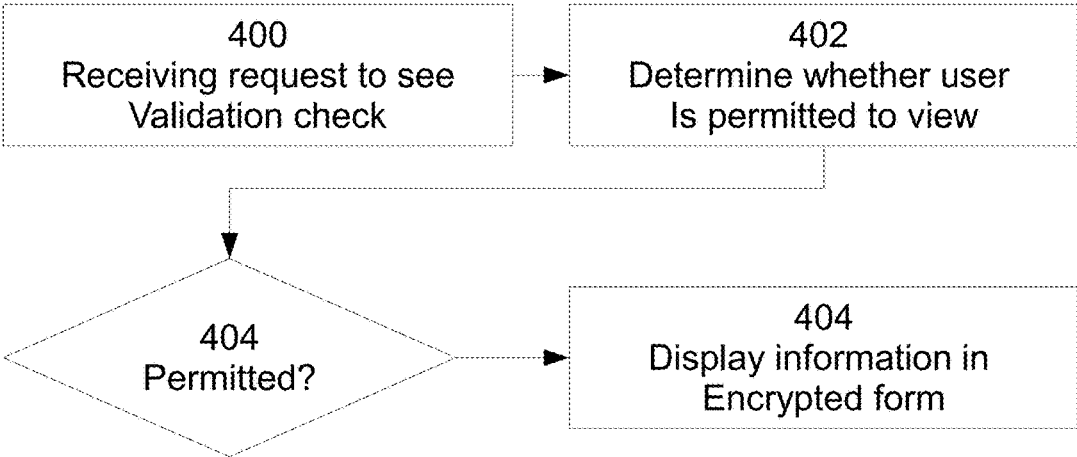 400
Receiving request to see
Validation check
402
Determine whether user
Is permitted to view
404
Permitted?
404
Display information in
Encrypted form